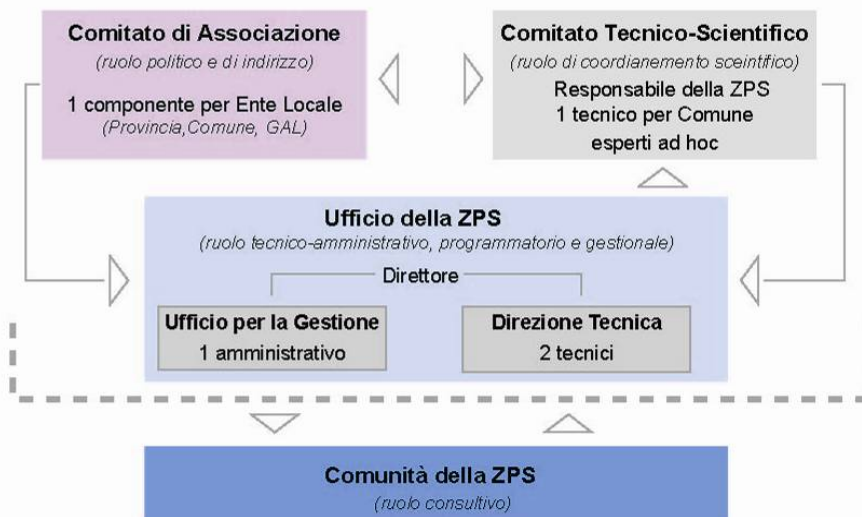 Comitato di Associazione
(ruolo politico e di indirizzo)
1 componente per Ente Locale
(Provincia,Comune, GAL)
Comitato Tecnico-Scientifico
(ruolo di coordianemento sceintifico)
Responsabile della ZPS
1 tecnico per Comune
esperti ad hoc
Ufficio della ZPS
(ruolo tecnico-amministrativo, programmatorio e gestionale)
Direttore
Ufficio per la Gestione
1 amministrativo
Direzione Tecnica
2 tecnici
Comunità della ZPS
(ruolo consultivo)